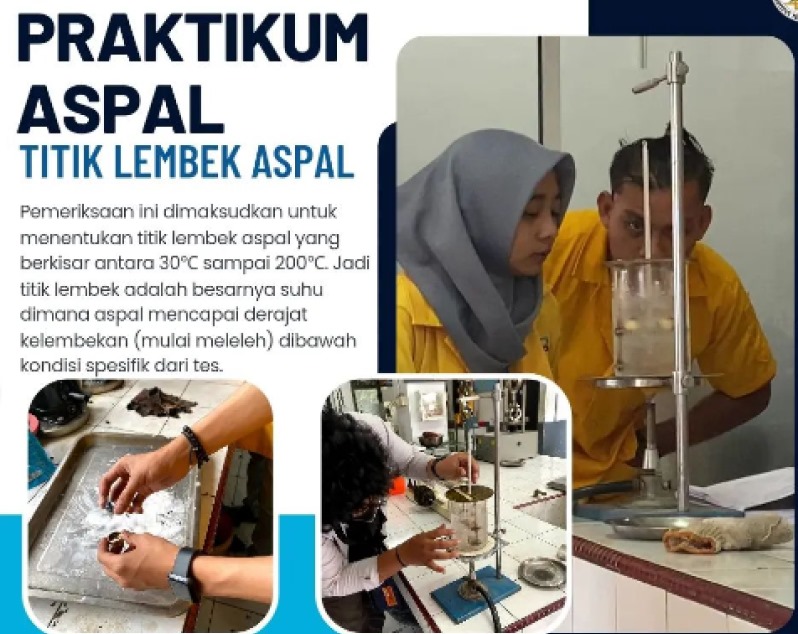 PRAKTIKUM
ASPAL
TITIK LEMBEK ASPAL
Pemeriksaan ini dimaksudkan untuk
menentukan titik lembek aspal yang
berkisar antara 30°C sampai 200°C. Jadi
titik lembek adalah besarnya suhu
dimana aspal mencapai derajat
kelembekan (mulai meleleh) dibawah
kondisi spesifik dari tes.